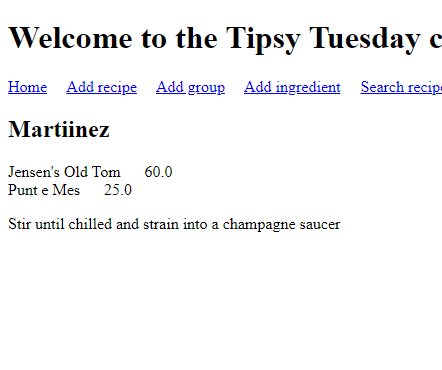 Welcome to the Tipsy Tuesday c
Home Add recipe Add group Add ingredient Search recip
Martiinez
Jensen's Old Tom 60.0
Punt e Mes 25.0
Stir until chilled and strain into a champagne saucer